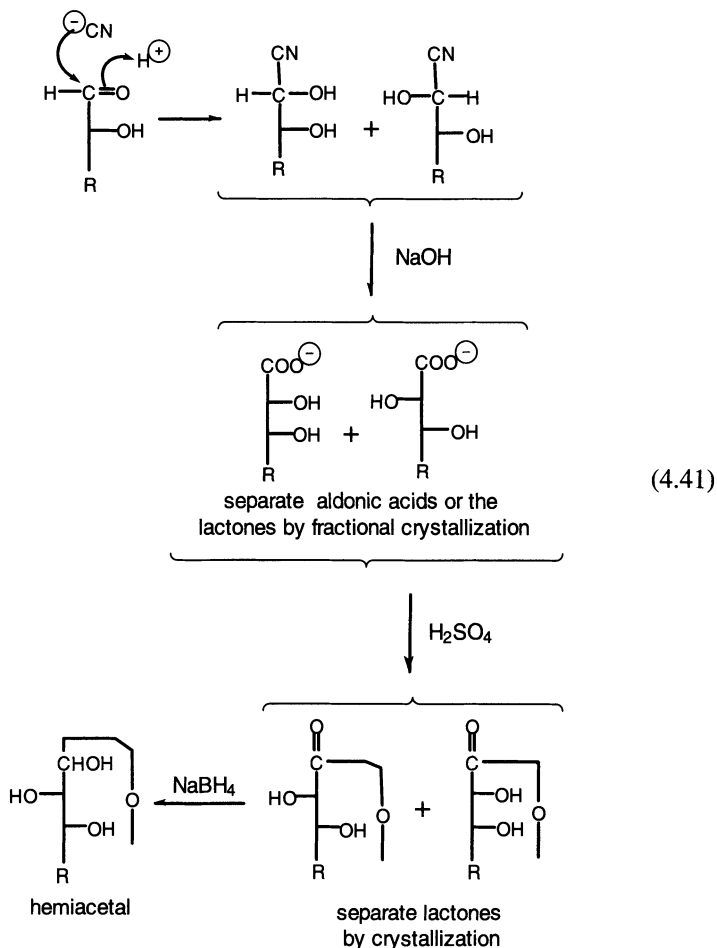 ⊖CN
H⊕
H–C=O
OH
R
+
CN
H–C–OH
OH
R
CN
HO–C–H
OH
R
NaOH
COO⊖
OH
OH
R
+
COO⊖
HO
OH
R
separate aldonic acids or the
lactones by fractional crystallization
(4.41)
H₂SO₄
CHOH
HO
O
OH
R
hemiacetal
NaBH₄
O
C
HO
O
OH
R
+
O
C
OH
O
OH
R
separate lactones
by crystallization